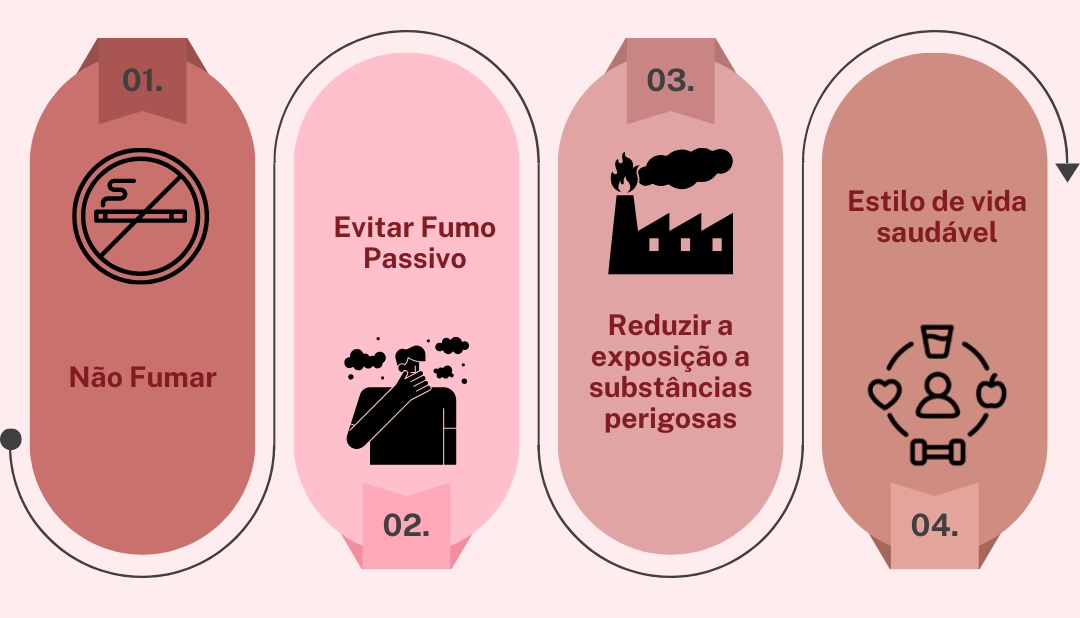 01.
Não Fumar
Evitar Fumo
Passivo
02.
03.
Reduzir a
exposição a
substâncias
perigosas
Estilo de vida
saudável
04.